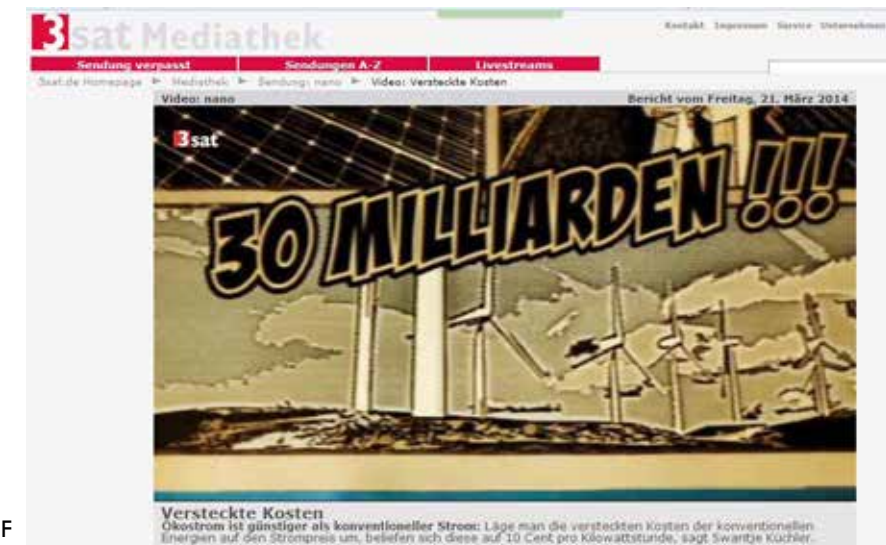 3sat Mediathek
Kontakt Impressum Service Unternehmen
Sendung verpasst Sendungen A-Z Livestreams
3sat.de Homepage Mediathek Sendung: nano Video: Versteckte Kosten
Video: nano Bericht vom Freitag, 21. März 2014
3sat
30 MILLIARDEN !!!
Versteckte Kosten
Ökostrom ist günstiger als konventioneller Strom: Läge man die versteckten Kosten der konventionellen
F Energien auf den Strompreis um, beliefen sich diese auf 10 Cent pro Kilowattstunde, sagt Swantje Küchler.